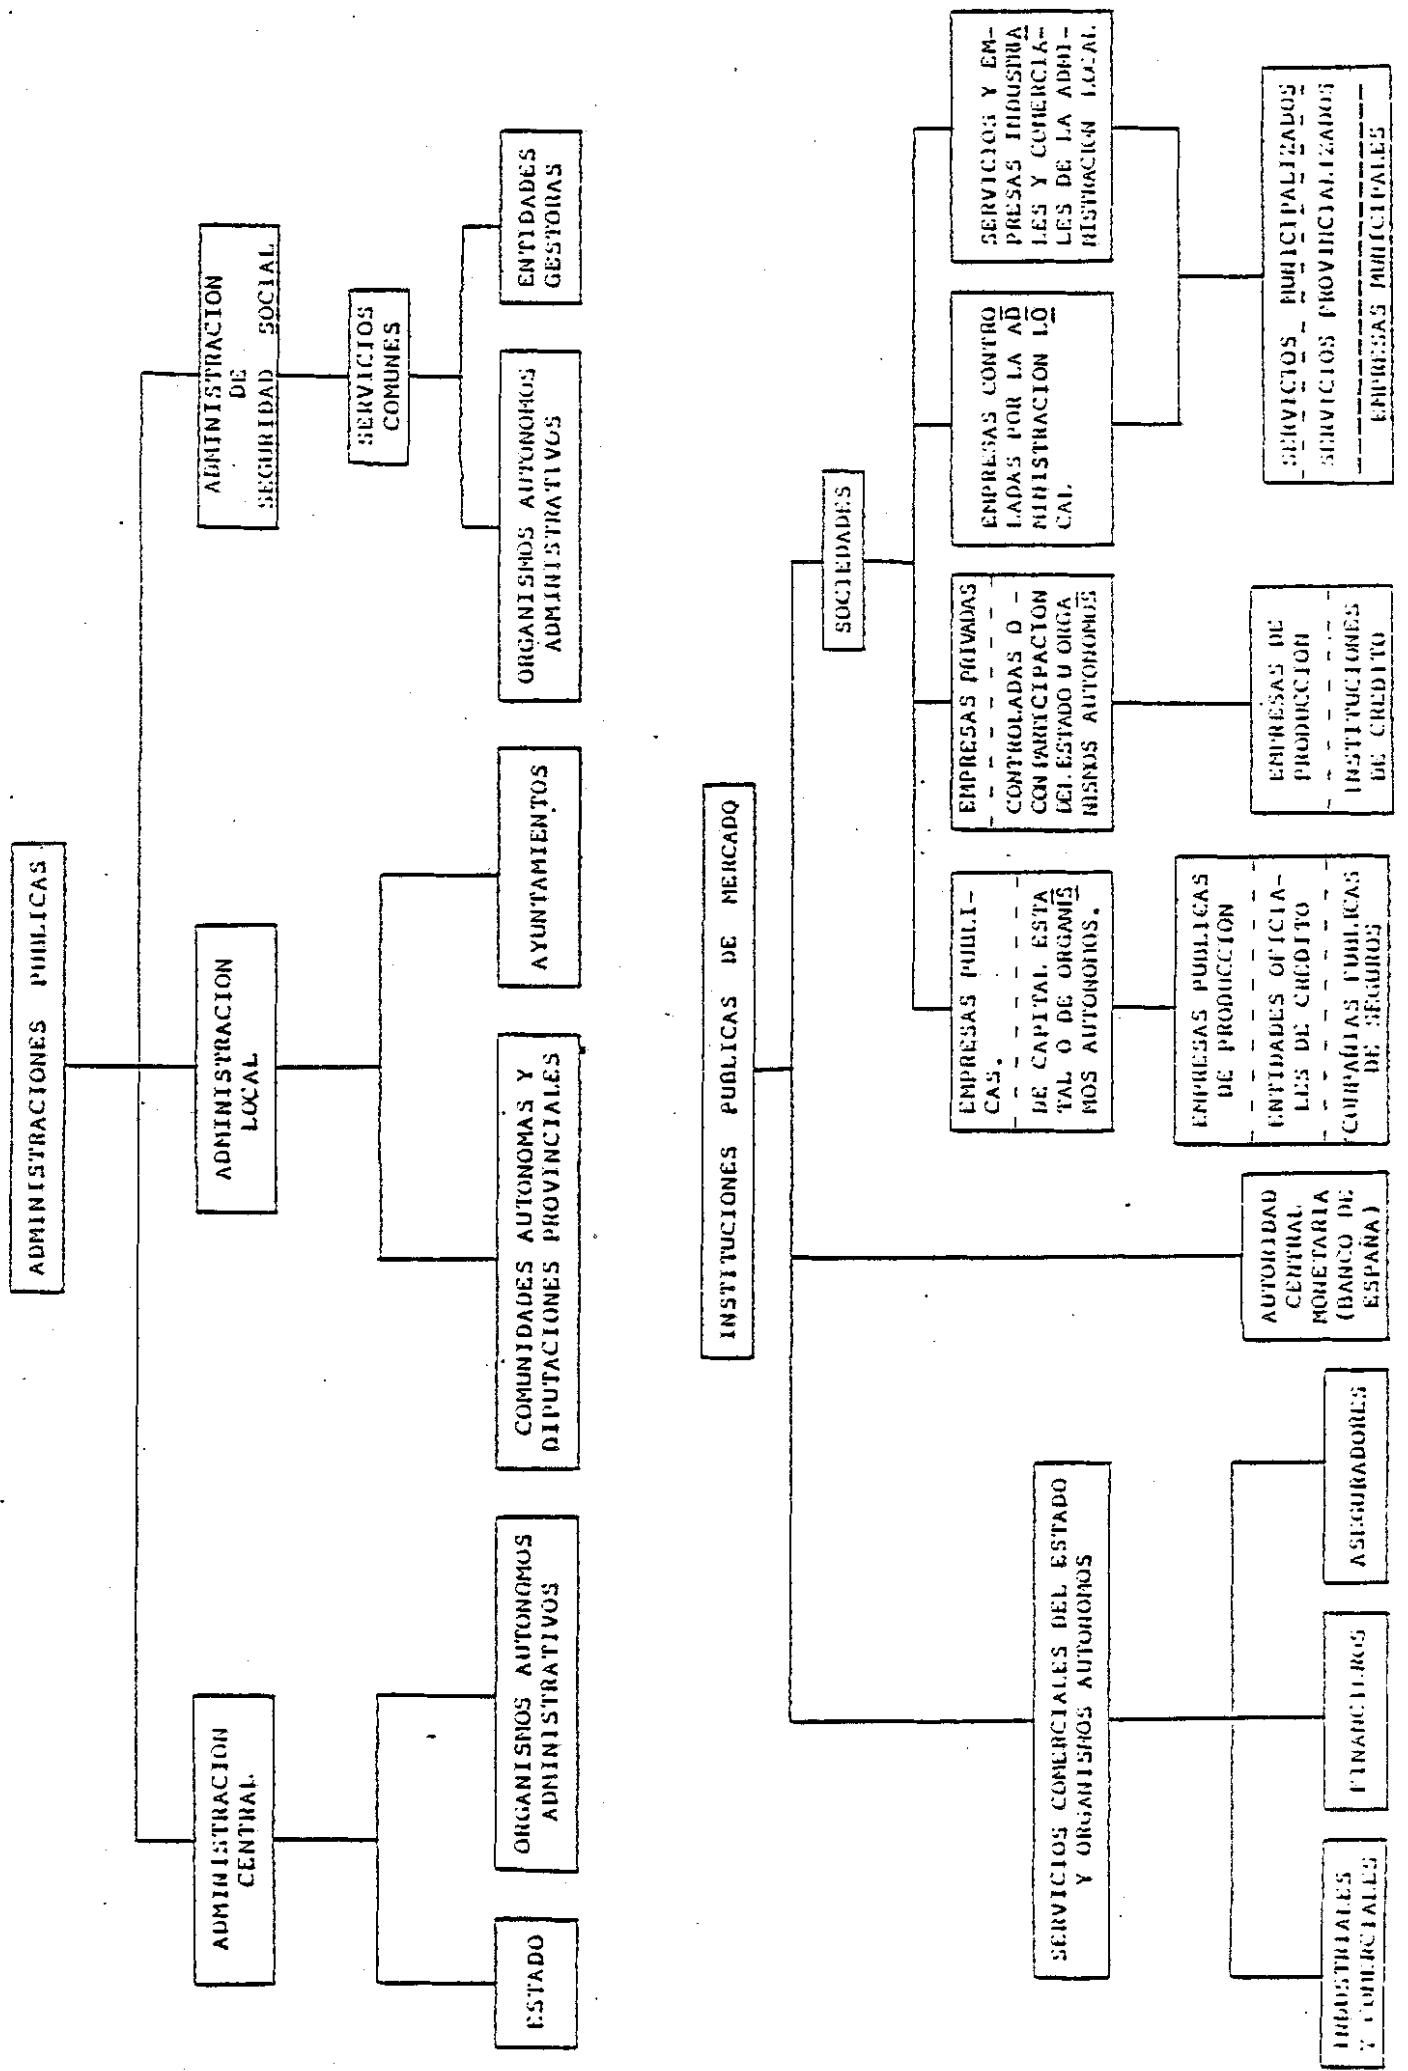 ADMINISTRACIONES PUBLICAS
ADMINISTRACION
CENTRAL
ADMINISTRACION
LOCAL
ADMINISTRACION
DE
SEGURIDAD SOCIAL
SERVICIOS
COMUNES
ESTADO
ORGANISMOS AUTONOMOS
ADMINISTRATIVOS
COMUNIDADES AUTONOMAS Y
DIPUTACIONES PROVINCIALES
AYUNTAMIENTOS
ORGANISMOS AUTONOMOS
ADMINISTRATIVOS
ENTIDADES
GESTORAS
INSTITUCIONES PUBLICAS DE MERCADO
SOCIEDADES
SERVICIOS COMERCIALES DEL ESTADO
Y ORGANISMOS AUTONOMOS
INDUSTRIALES
Y COMERCIALES
FINANCIEROS
ASEGURADORES
AUTORIDAD
CENTRAL
MONETARIA
(BANCO DE
ESPAÑA)
EMPRESAS PUBLI-
CAS.
DE CAPITAL ESTA
TAL O DE ORGANIS
MOS AUTONOMOS.
EMPRESAS PUBLICAS
DE PRODUCCION
ENTIDADES OFICIA-
LES DE CREDITO
COMPAÑIAS PUBLICAS
DE SEGUROS
EMPRESAS PRIVADAS
CONTROLADAS O -
CON PARTICIPACION
DEL ESTADO U ORGA
NISMOS AUTONOMOS
EMPRESAS DE
PRODUCCION
INSTITUCIONES
DE CREDITO
EMPRESAS CONTRO
LADAS POR LA AD
MINISTRACION LO
CAL
SERVICIOS Y EM-
PRESAS INDUSTRIA
LES Y COMERCIA-
LES DE LA ADMI-
NISTRACION LOCAL
SERVICIOS MUNICIPALIZADOS
SERVICIOS PROVINCIALIZADOS
EMPRESAS MUNICIPALES